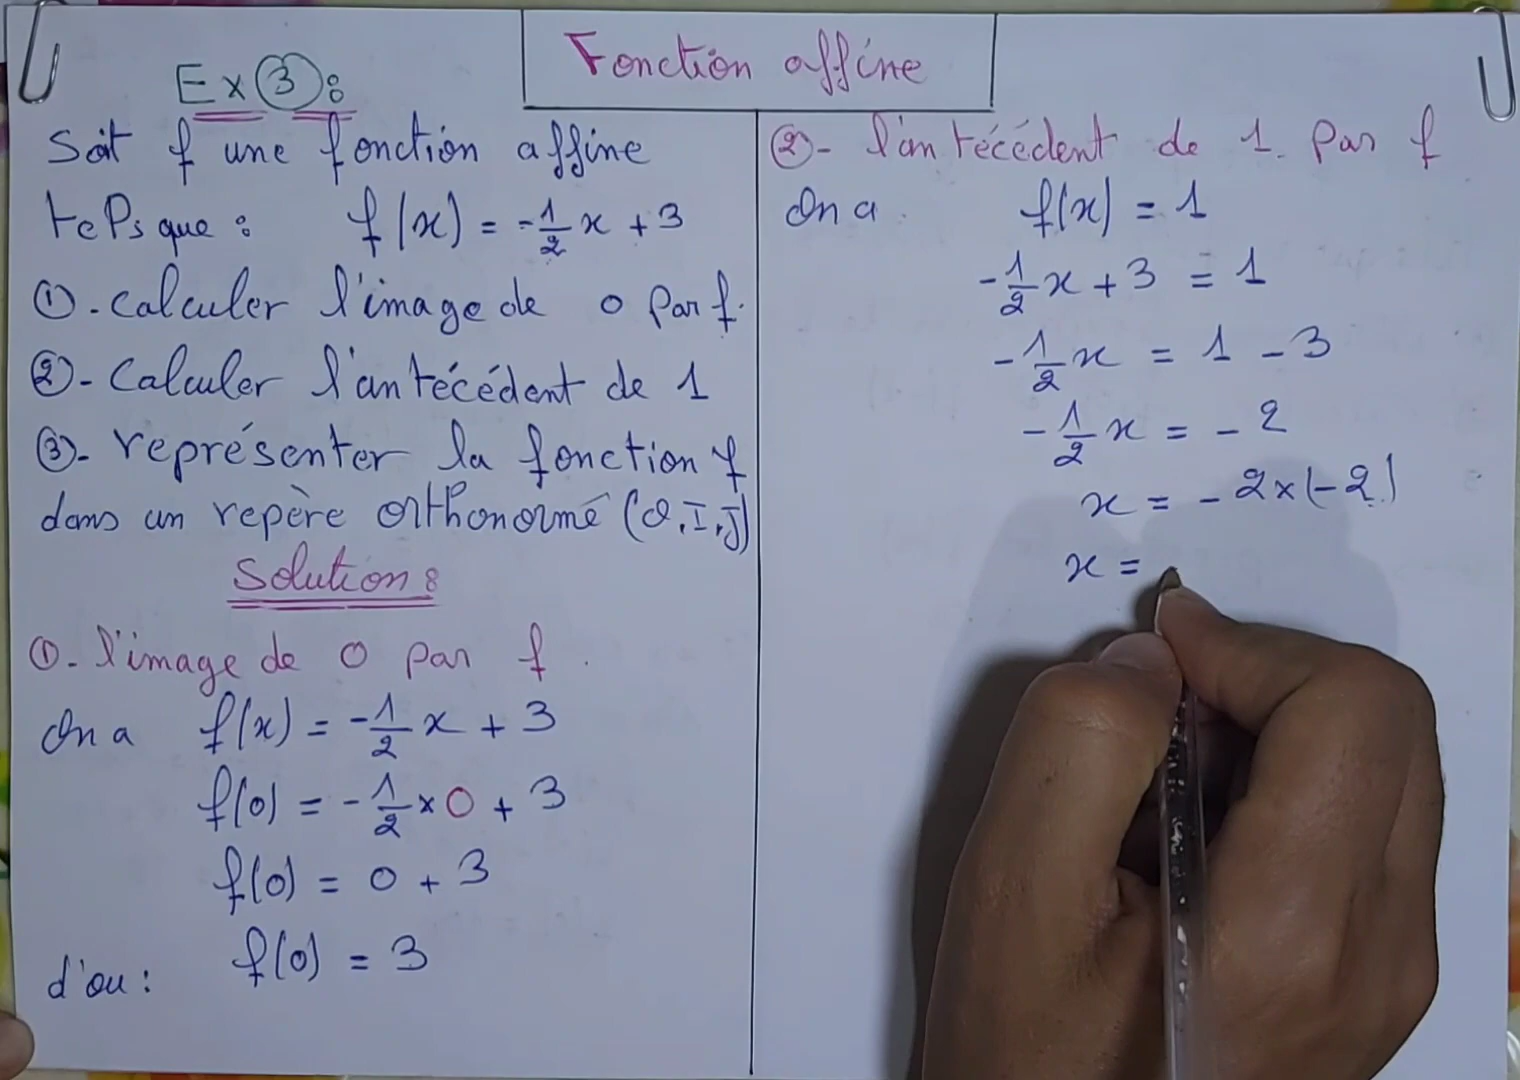 Fonction affine
Ex 3 :
Soit f une fonction affine
tels que : f(x) = -1/2 x + 3
①- Calculer l'image de 0 par f.
②- Calculer l'antécédent de 1
③- représenter la fonction f
dans un repère orthonormé (O,I,J)
Solution :
①- l'image de 0 par f.
On a f(x) = -1/2 x + 3
f(0) = -1/2 × 0 + 3
f(0) = 0 + 3
d'ou : f(0) = 3
②- l'antécédent de 1 par f
On a f(x) = 1
-1/2 x + 3 = 1
-1/2 x = 1 - 3
-1/2 x = -2
x = -2×(-2)
x =